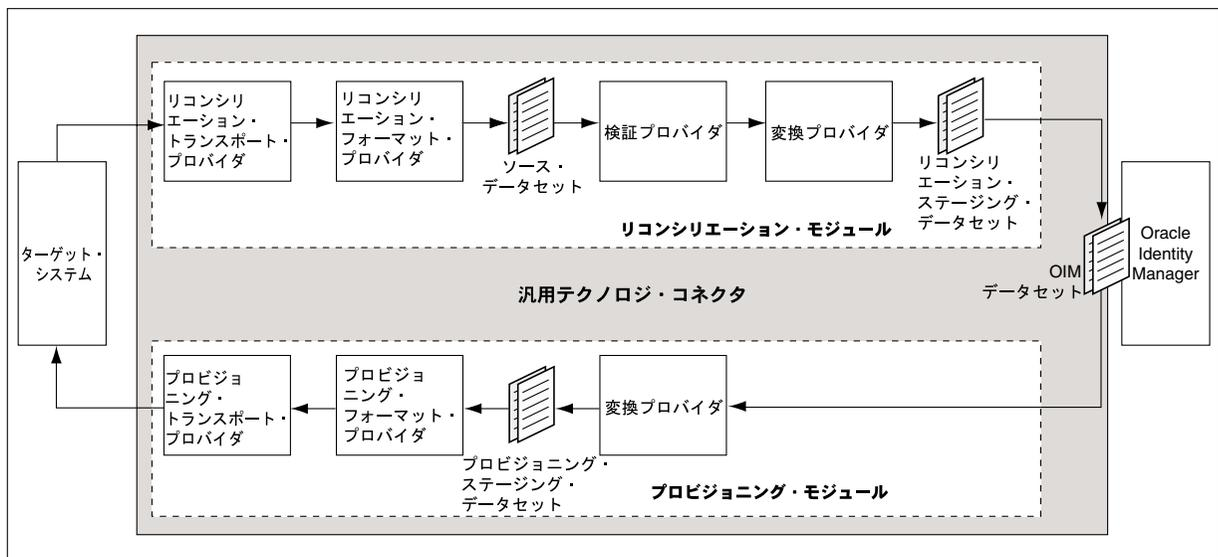 リコンシリ
エーション・
トランスポート・
プロバイダ
リコンシリ
エーション・
フォーマット・
プロバイダ
ソース・
データセット
検証プロバイダ
変換プロバイダ
リコンシリ
エーション・
ステージング・
データセット
リコンシリエーション・モジュール
ターゲット・
システム
汎用テクノロジ・コネクタ
OIM
データセット
Oracle
Identity
Manager
プロビジョ
ニング・
トランスポート・
プロバイダ
プロビジョ
ニング・
フォーマット・
プロバイダ
プロビジョニング・
ステージング・
データセット
変換プロバイダ
プロビジョニング・モジュール